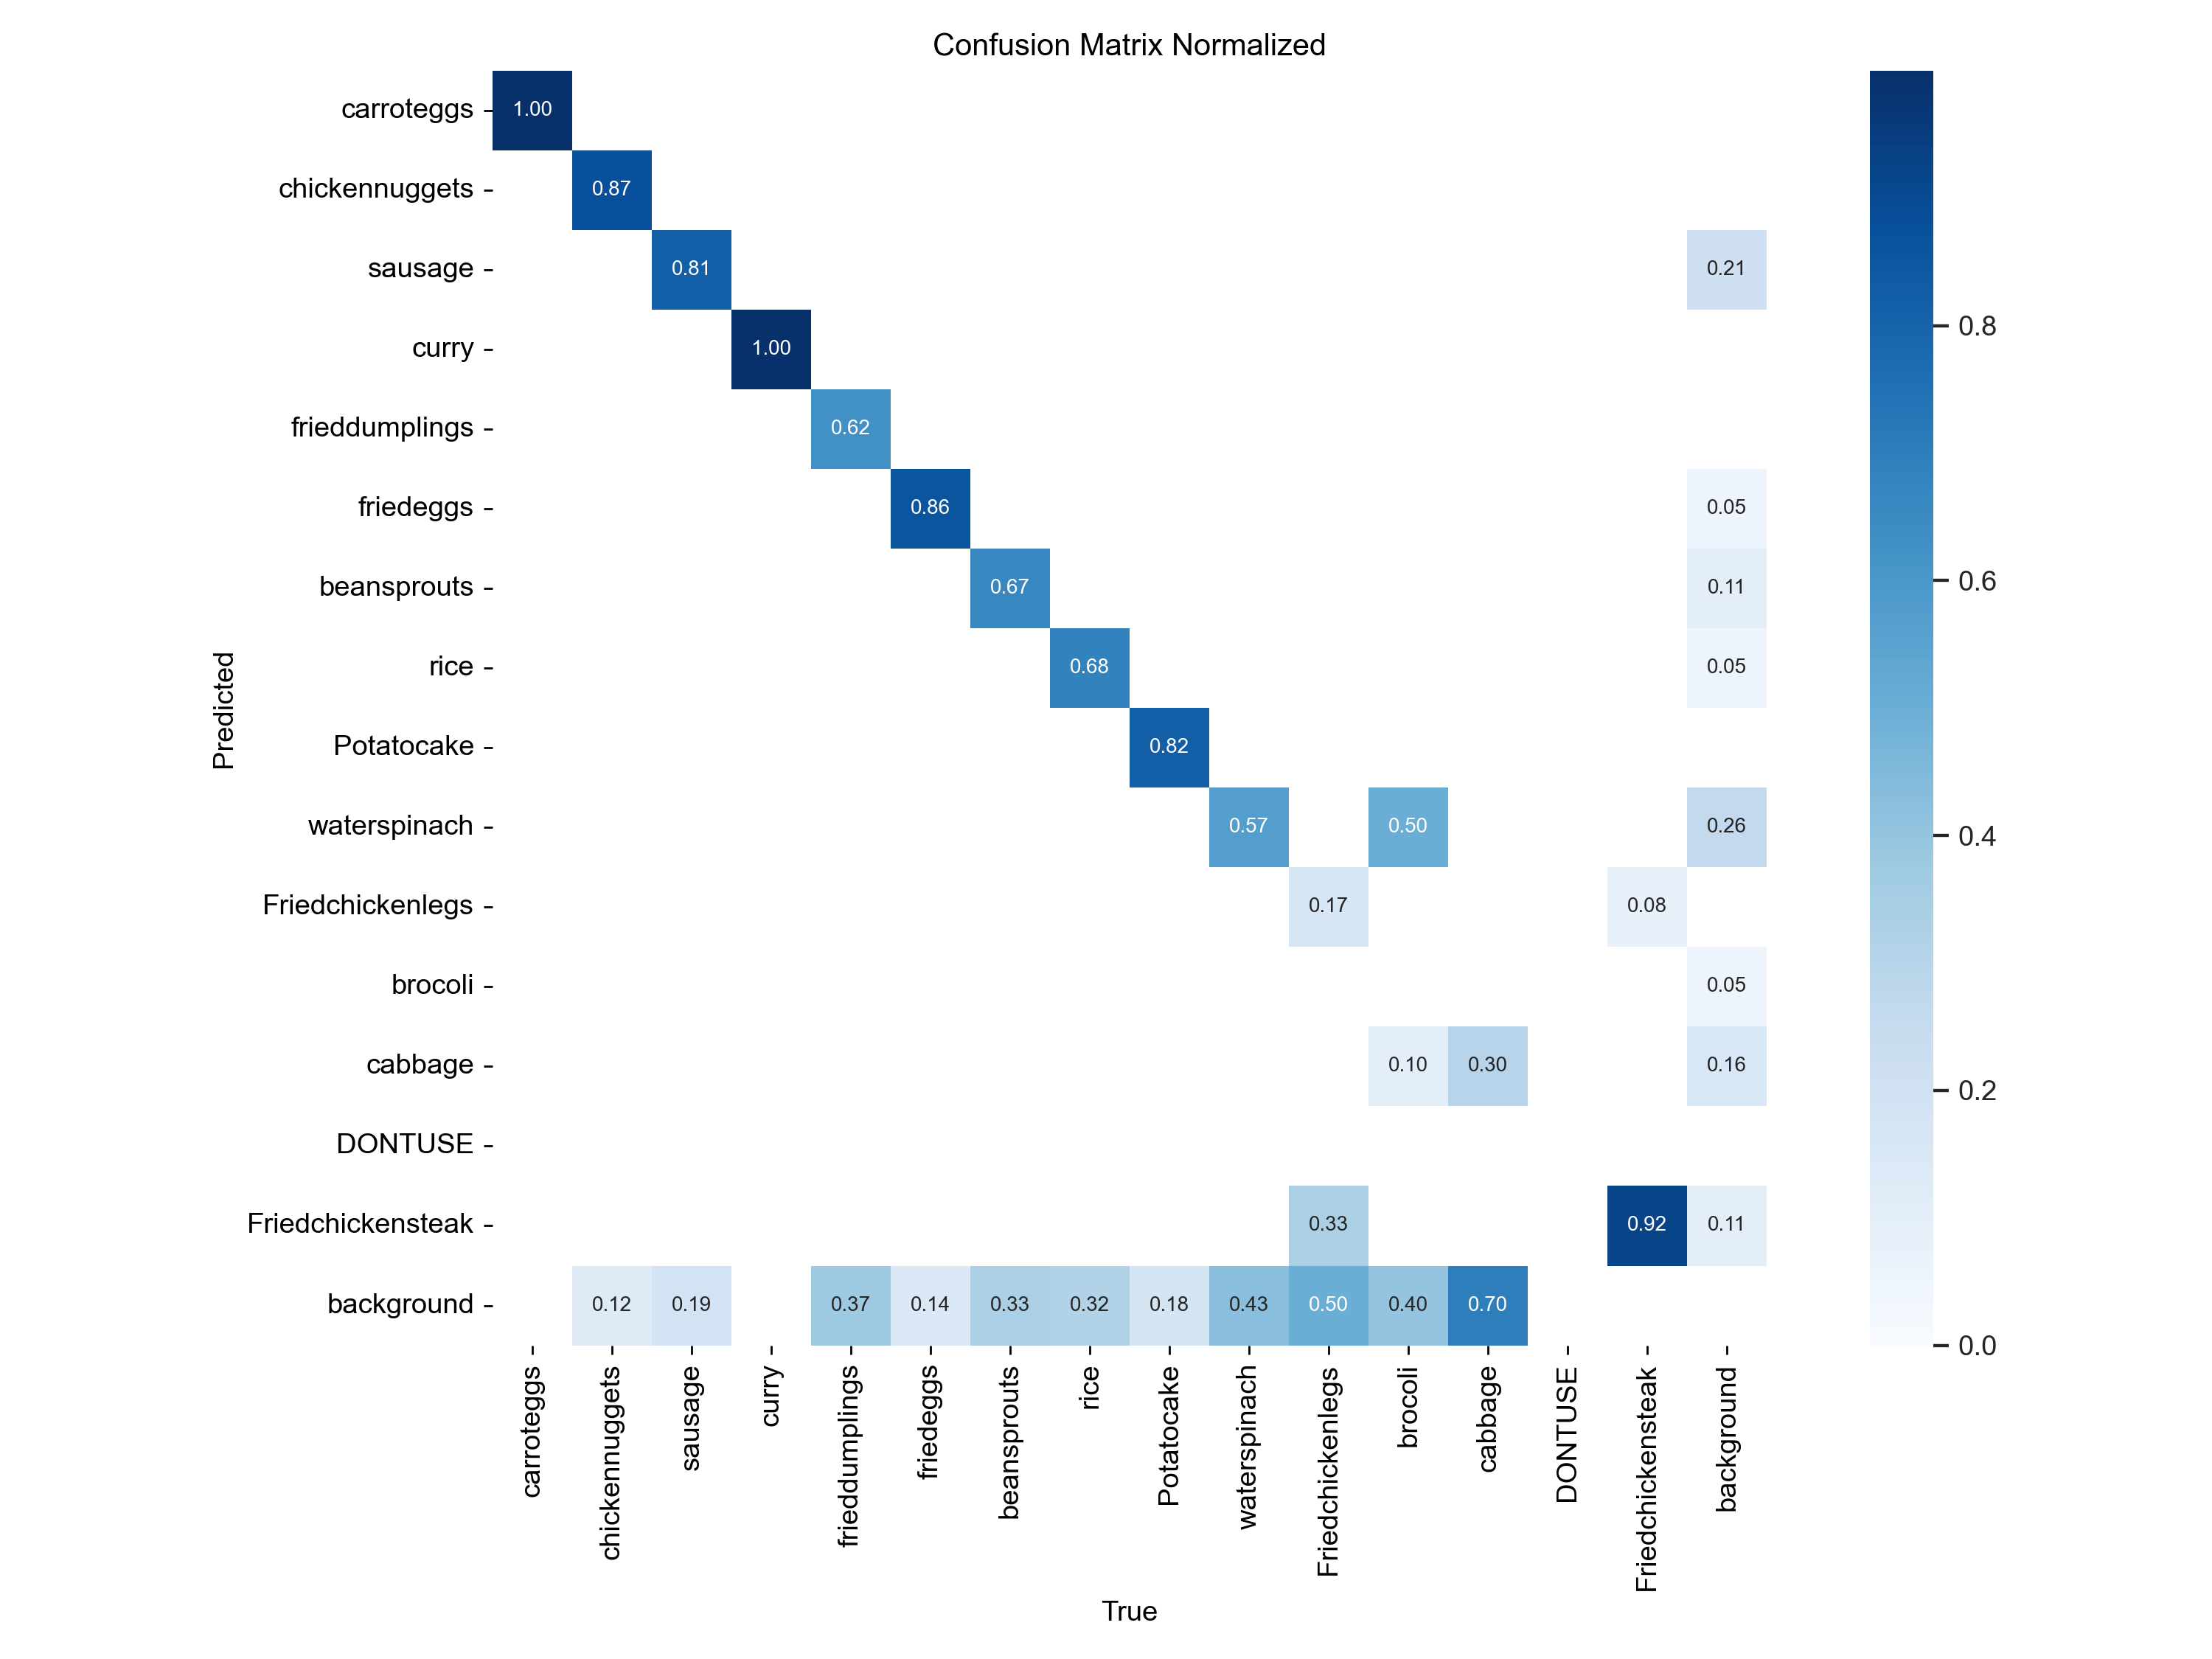 Confusion Matrix Normalized
carroteggs 1.00
chickennuggets 0.87
sausage 0.81 0.21
curry 1.00
frieddumplings 0.62
friedeggs 0.86 0.05
beansprouts 0.67 0.11
rice 0.68 0.05
Potatocake 0.82
waterspinach 0.57 0.50 0.26
Friedchickenlegs 0.17 0.08
brocoli 0.05
cabbage 0.10 0.30 0.16
DONTUSE
Friedchickensteak 0.33 0.92 0.11
background 0.12 0.19 0.37 0.14 0.33 0.32 0.18 0.43 0.50 0.40 0.70
Predicted
carroteggs
chickennuggets
sausage
curry
frieddumplings
friedeggs
beansprouts
rice
Potatocake
waterspinach
Friedchickenlegs
brocoli
cabbage
DONTUSE
Friedchickensteak
background
True
0.8
0.6
0.4
0.2
0.0